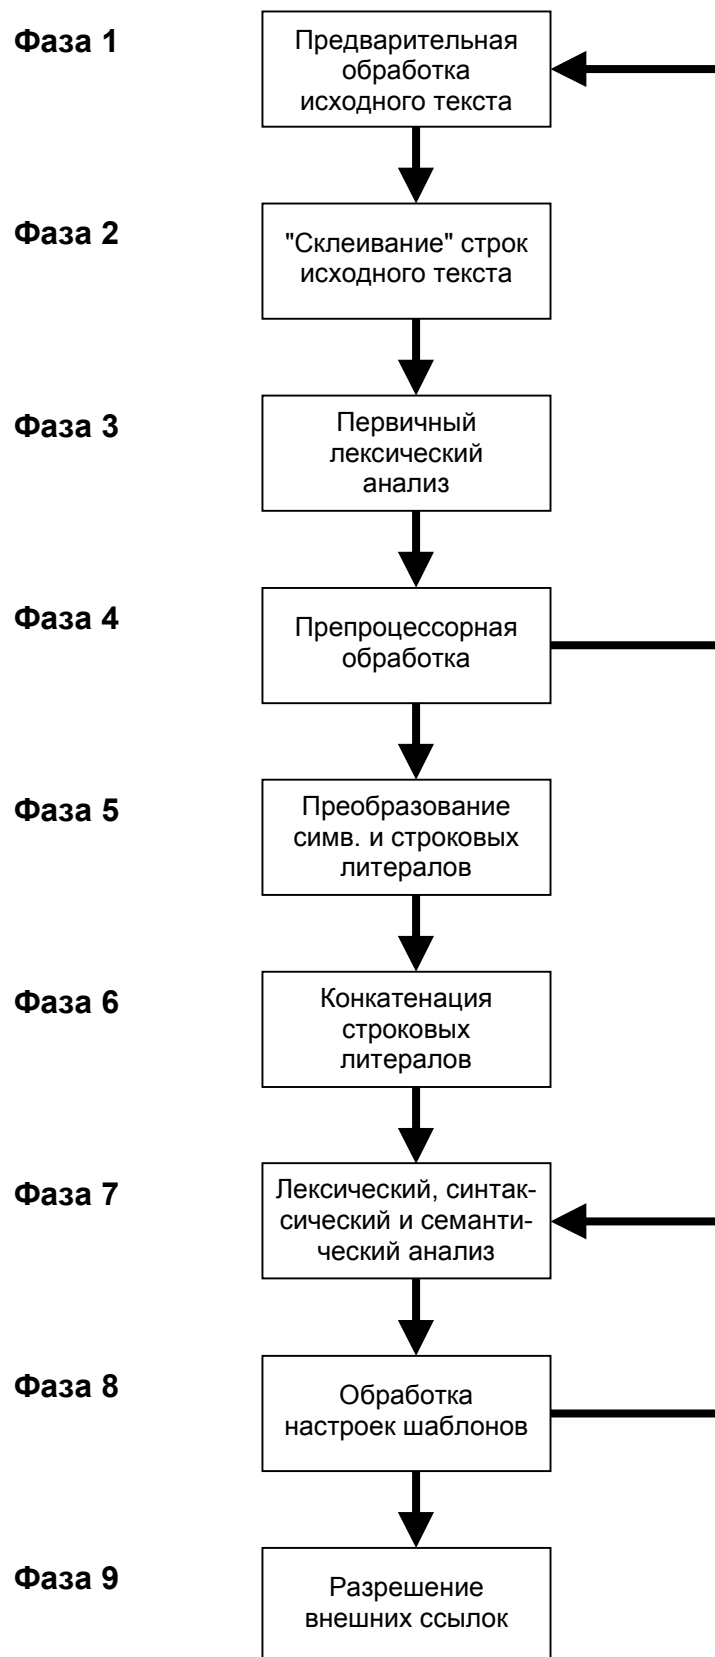 Фаза 1
Предварительная
обработка
исходного текста
Фаза 2
"Склеивание" строк
исходного текста
Фаза 3
Первичный
лексический
анализ
Фаза 4
Препроцессорная
обработка
Фаза 5
Преобразование
симв. и строковых
литералов
Фаза 6
Конкатенация
строковых
литералов
Фаза 7
Лексический, синтак-
сический и семанти-
ческий анализ
Фаза 8
Обработка
настроек шаблонов
Фаза 9
Разрешение
внешних ссылок